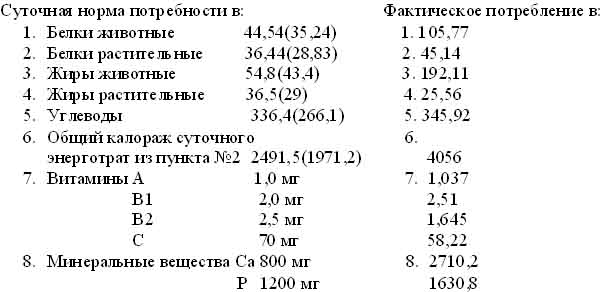 Суточная норма потребности в: Фактическое потребление в:
1. Белки животные 44,54(35,24) 1. 105,77
2. Белки растительные 36,44(28,83) 2. 45,14
3. Жиры животные 54,8(43,4) 3. 192,11
4. Жиры растительные 36,5(29) 4. 25,56
5. Углеводы 336,4(266,1) 5. 345,92
6. Общий калораж суточного 6.
энерготрат из пункта №2 2491,5(1971,2) 4056
7. Витамины А 1,0 мг 7. 1,037
В1 2,0 мг 2,51
В2 2,5 мг 1,645
С 70 мг 58,22
8. Минеральные вещества Са 800 мг 8. 2710,2
Р 1200 мг 1630,8